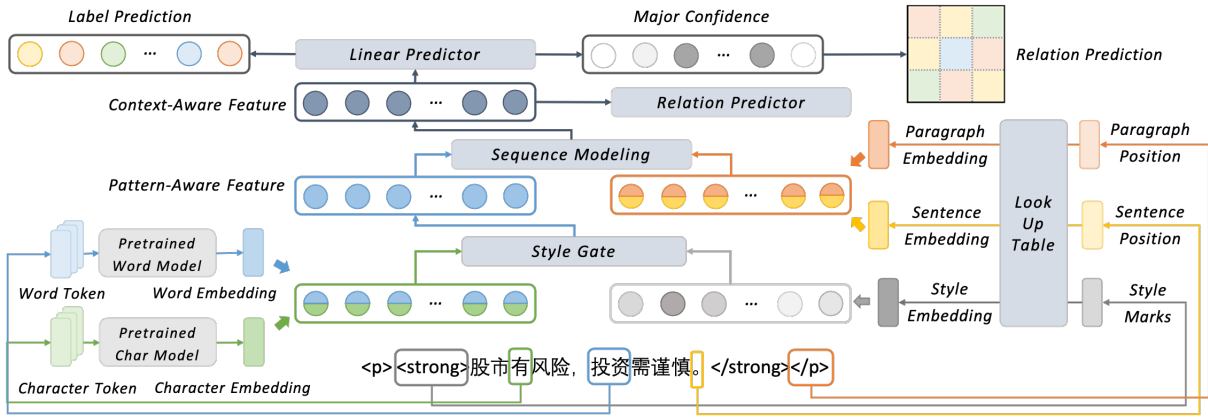 Label Prediction
Major Confidence
Linear Predictor
Relation Prediction
Context-Aware Feature
Relation Predictor
Sequence Modeling
Paragraph
Embedding
Paragraph
Position
Pattern-Aware Feature
Look
Up
Table
Sentence
Embedding
Sentence
Position
Pretrained
Word Model
Style Gate
Word Token
Word Embedding
Style
Embedding
Style
Marks
Pretrained
Char Model
Character Token
Character Embedding
<p><strong>股市有风险，投资需谨慎。</strong></p>